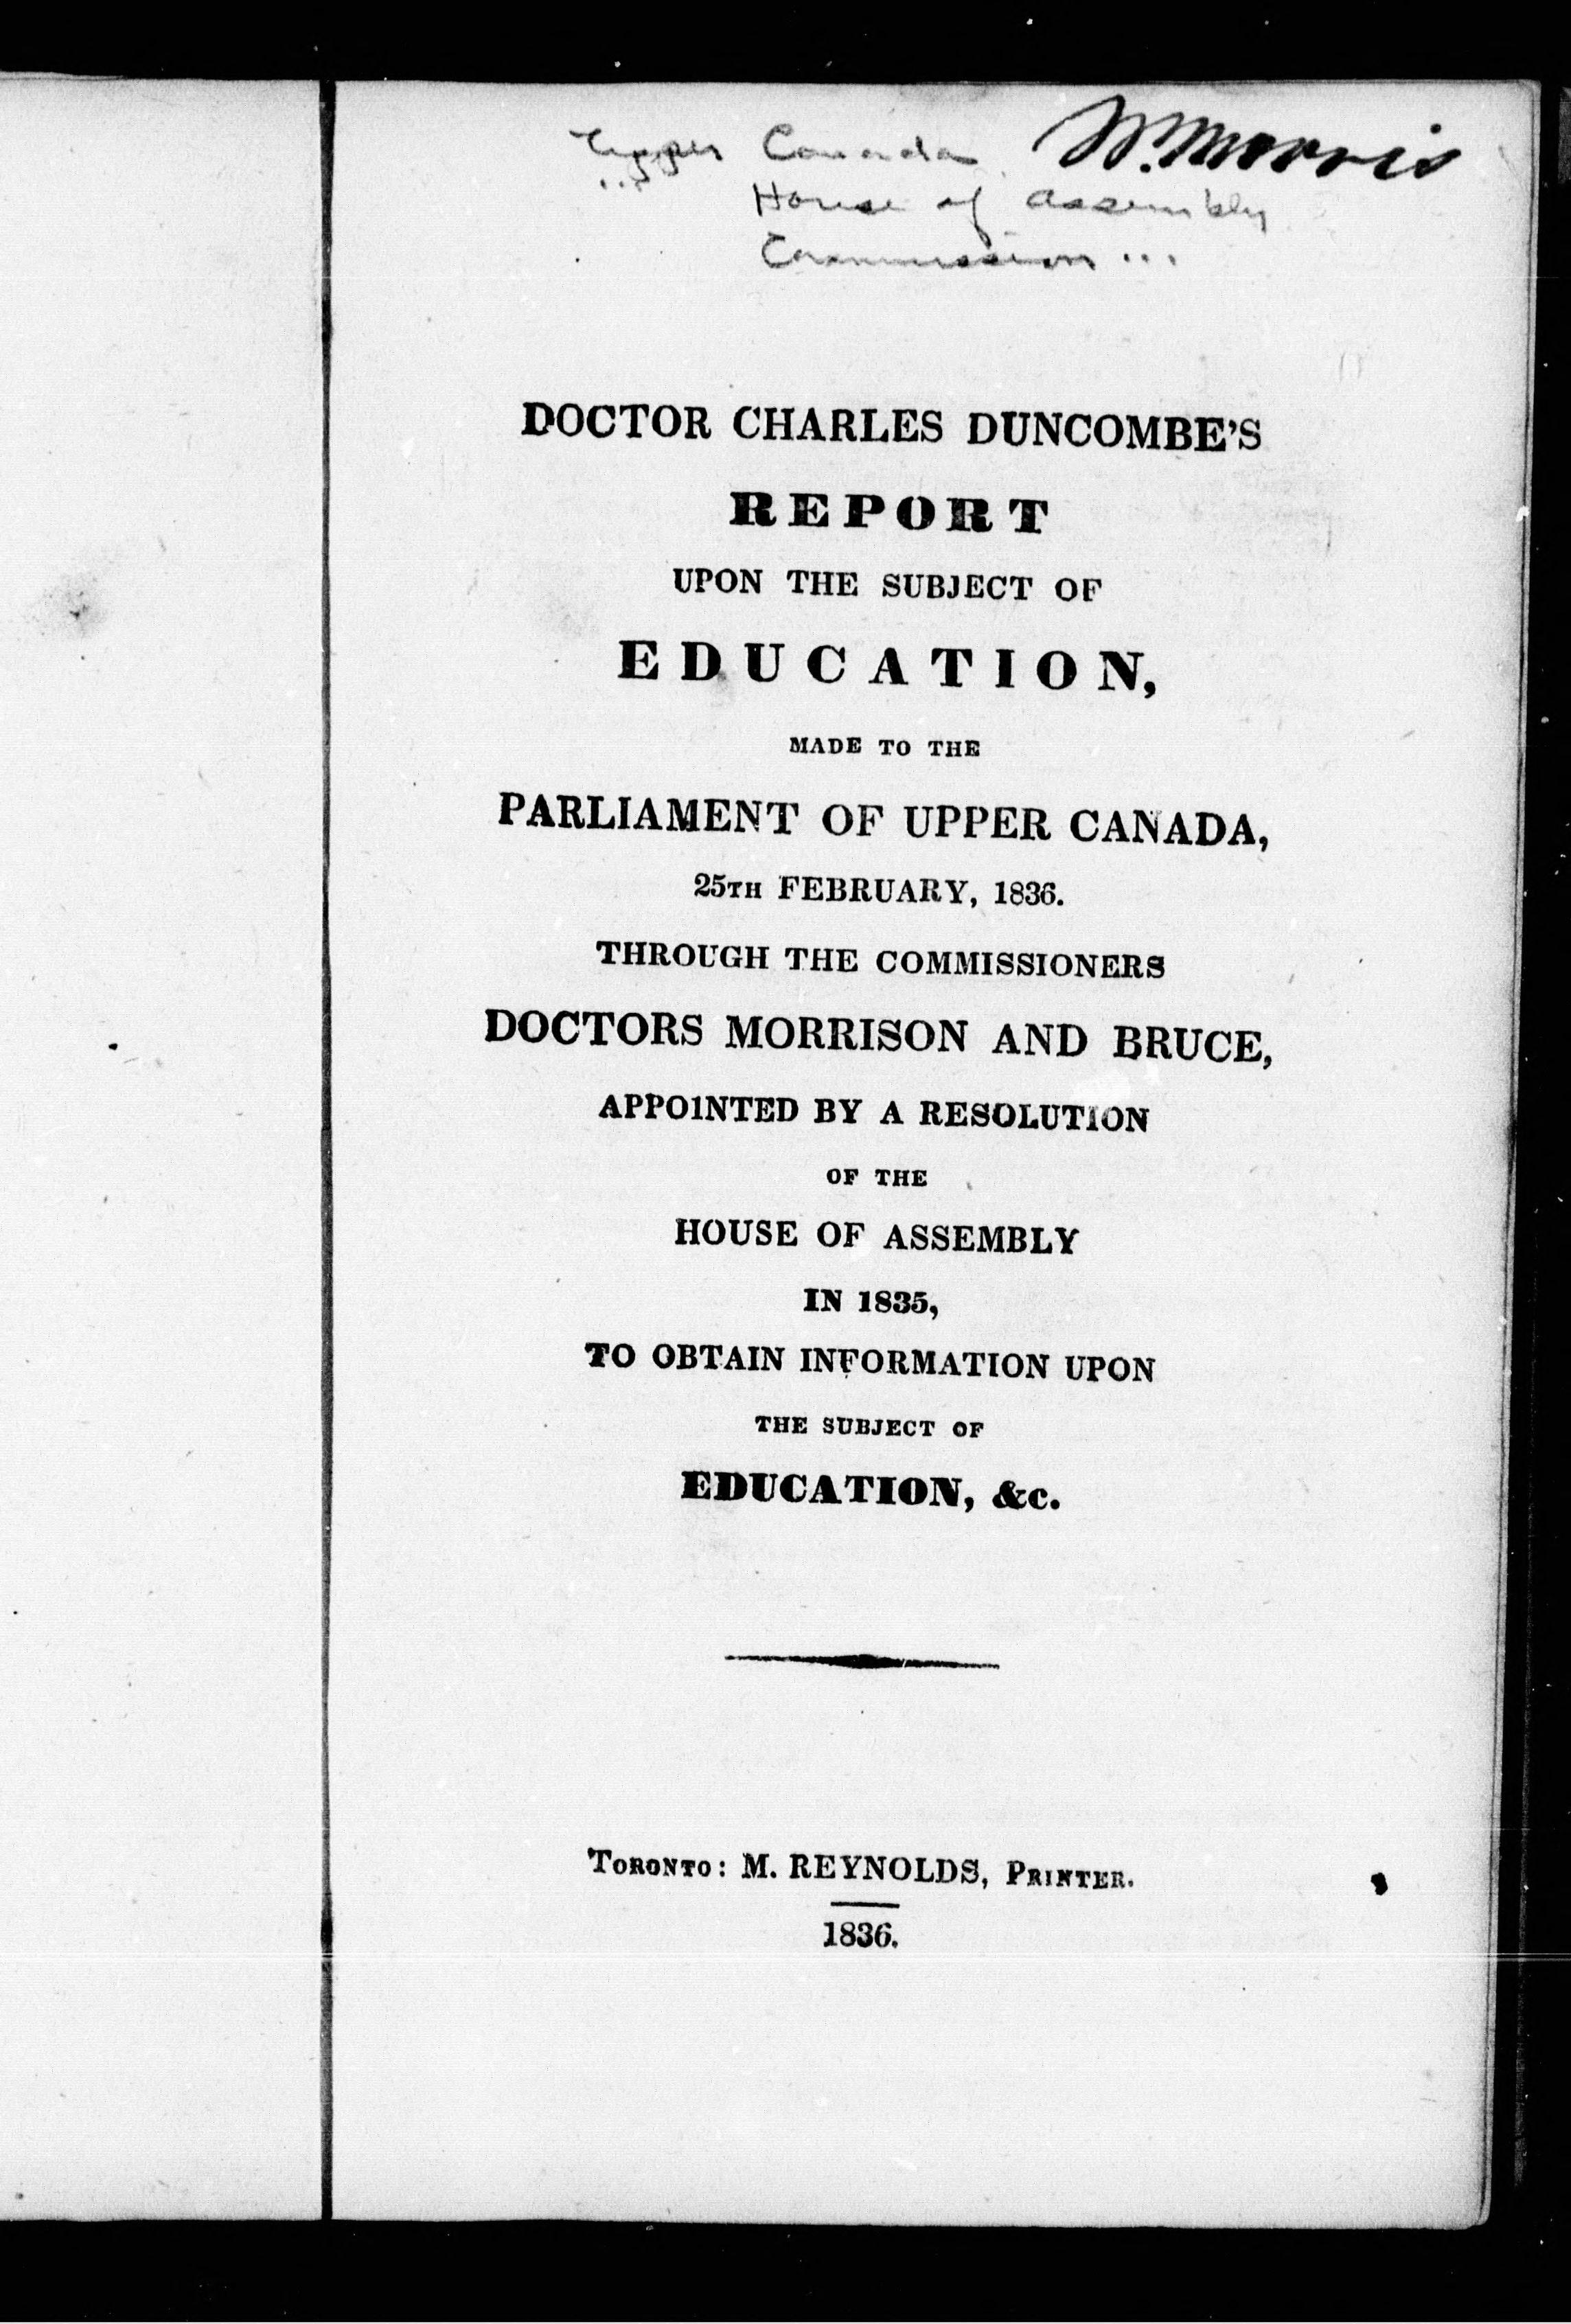 Upper Canada. W. Morris
House of Assembly
Commission ...
DOCTOR CHARLES DUNCOMBE'S
REPORT
UPON THE SUBJECT OF
EDUCATION,
MADE TO THE
PARLIAMENT OF UPPER CANADA,
25TH FEBRUARY, 1836.
THROUGH THE COMMISSIONERS
DOCTORS MORRISON AND BRUCE,
APPOINTED BY A RESOLUTION
OF THE
HOUSE OF ASSEMBLY
IN 1835,
TO OBTAIN INFORMATION UPON
THE SUBJECT OF
EDUCATION, &c.
TORONTO: M. REYNOLDS, PRINTER.
1836.